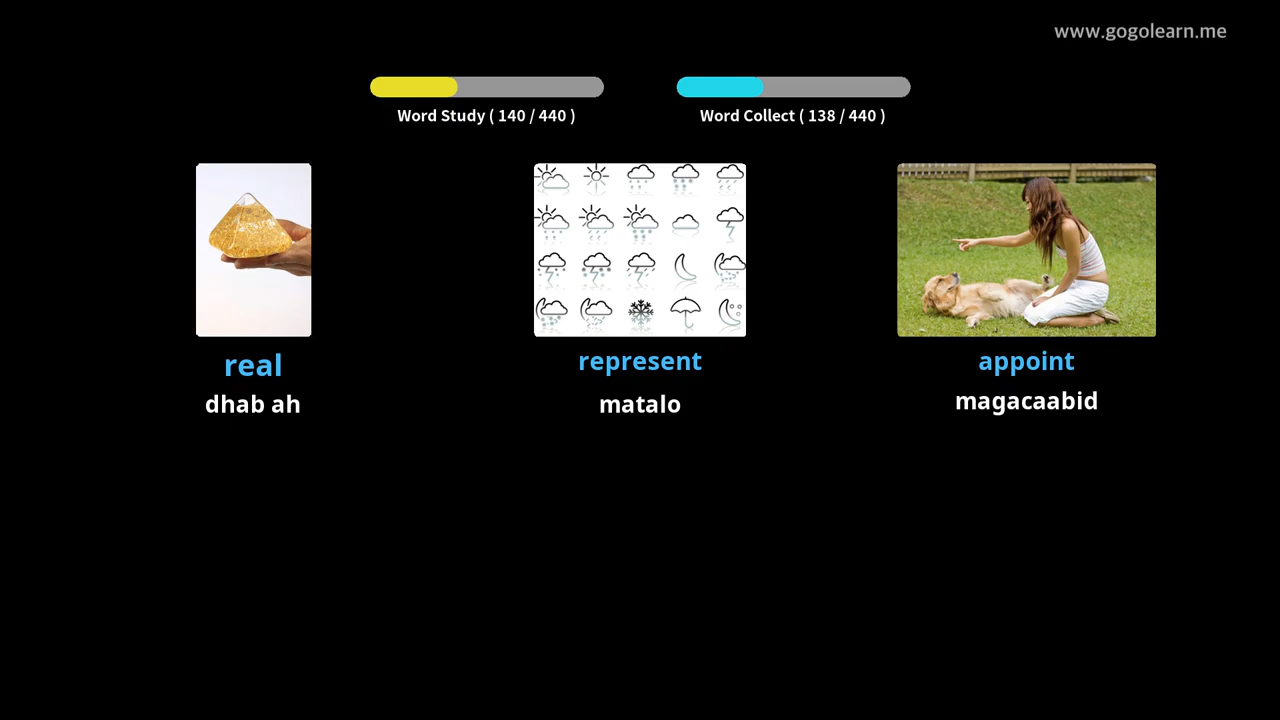 www.gogolearn.me
Word Study ( 140 / 440 )
Word Collect ( 138 / 440 )
real
dhab ah
represent
matalo
appoint
magacaabid